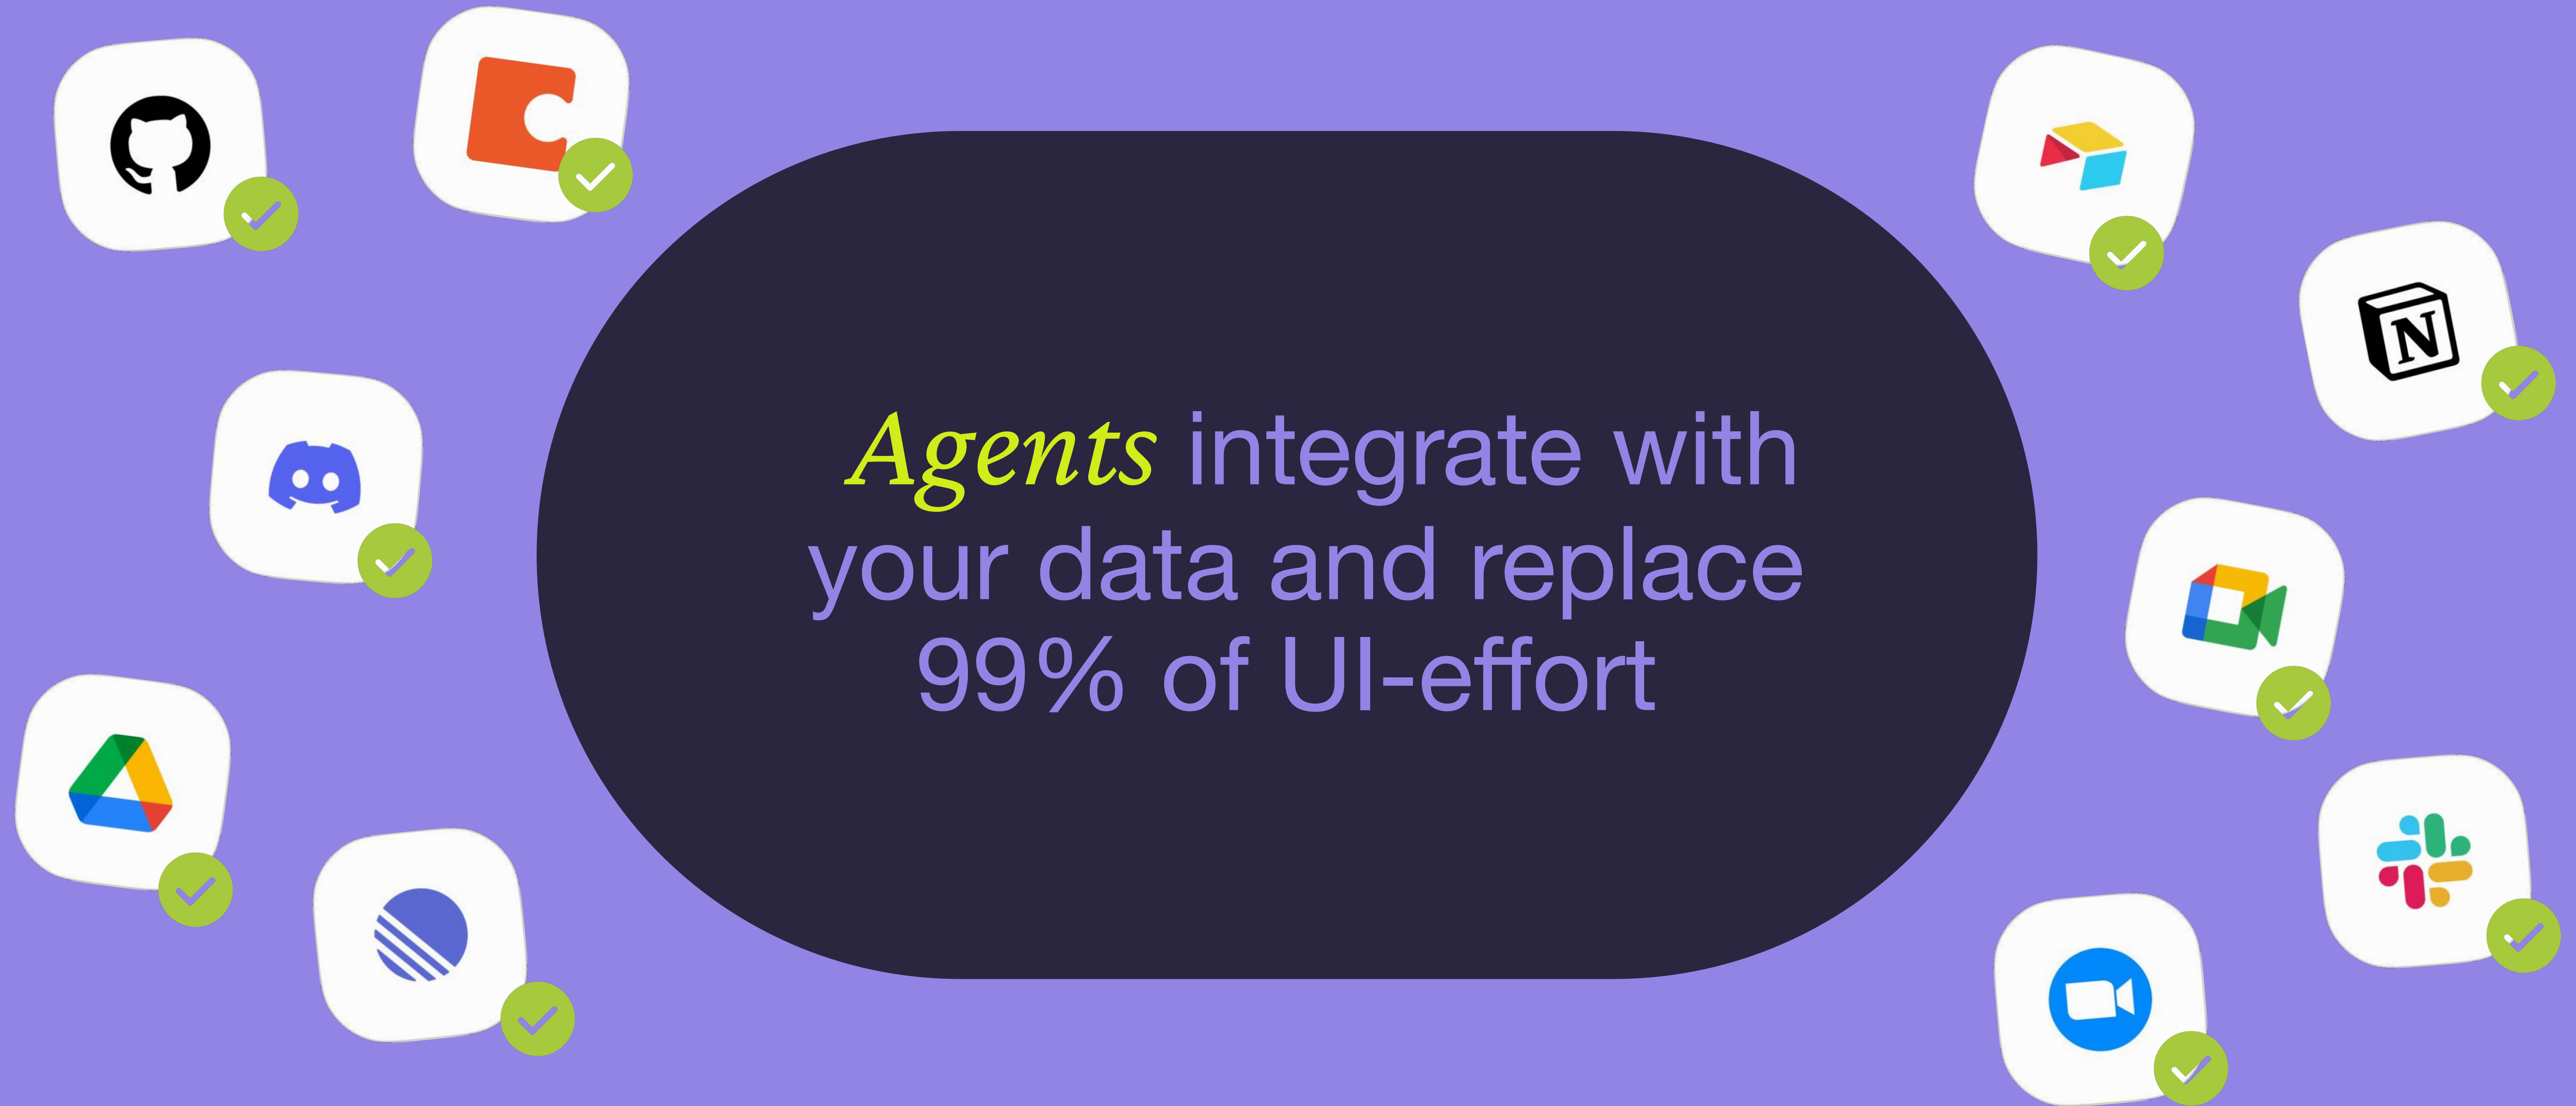 Agents integrate with
your data and replace
99% of UI-effort
N